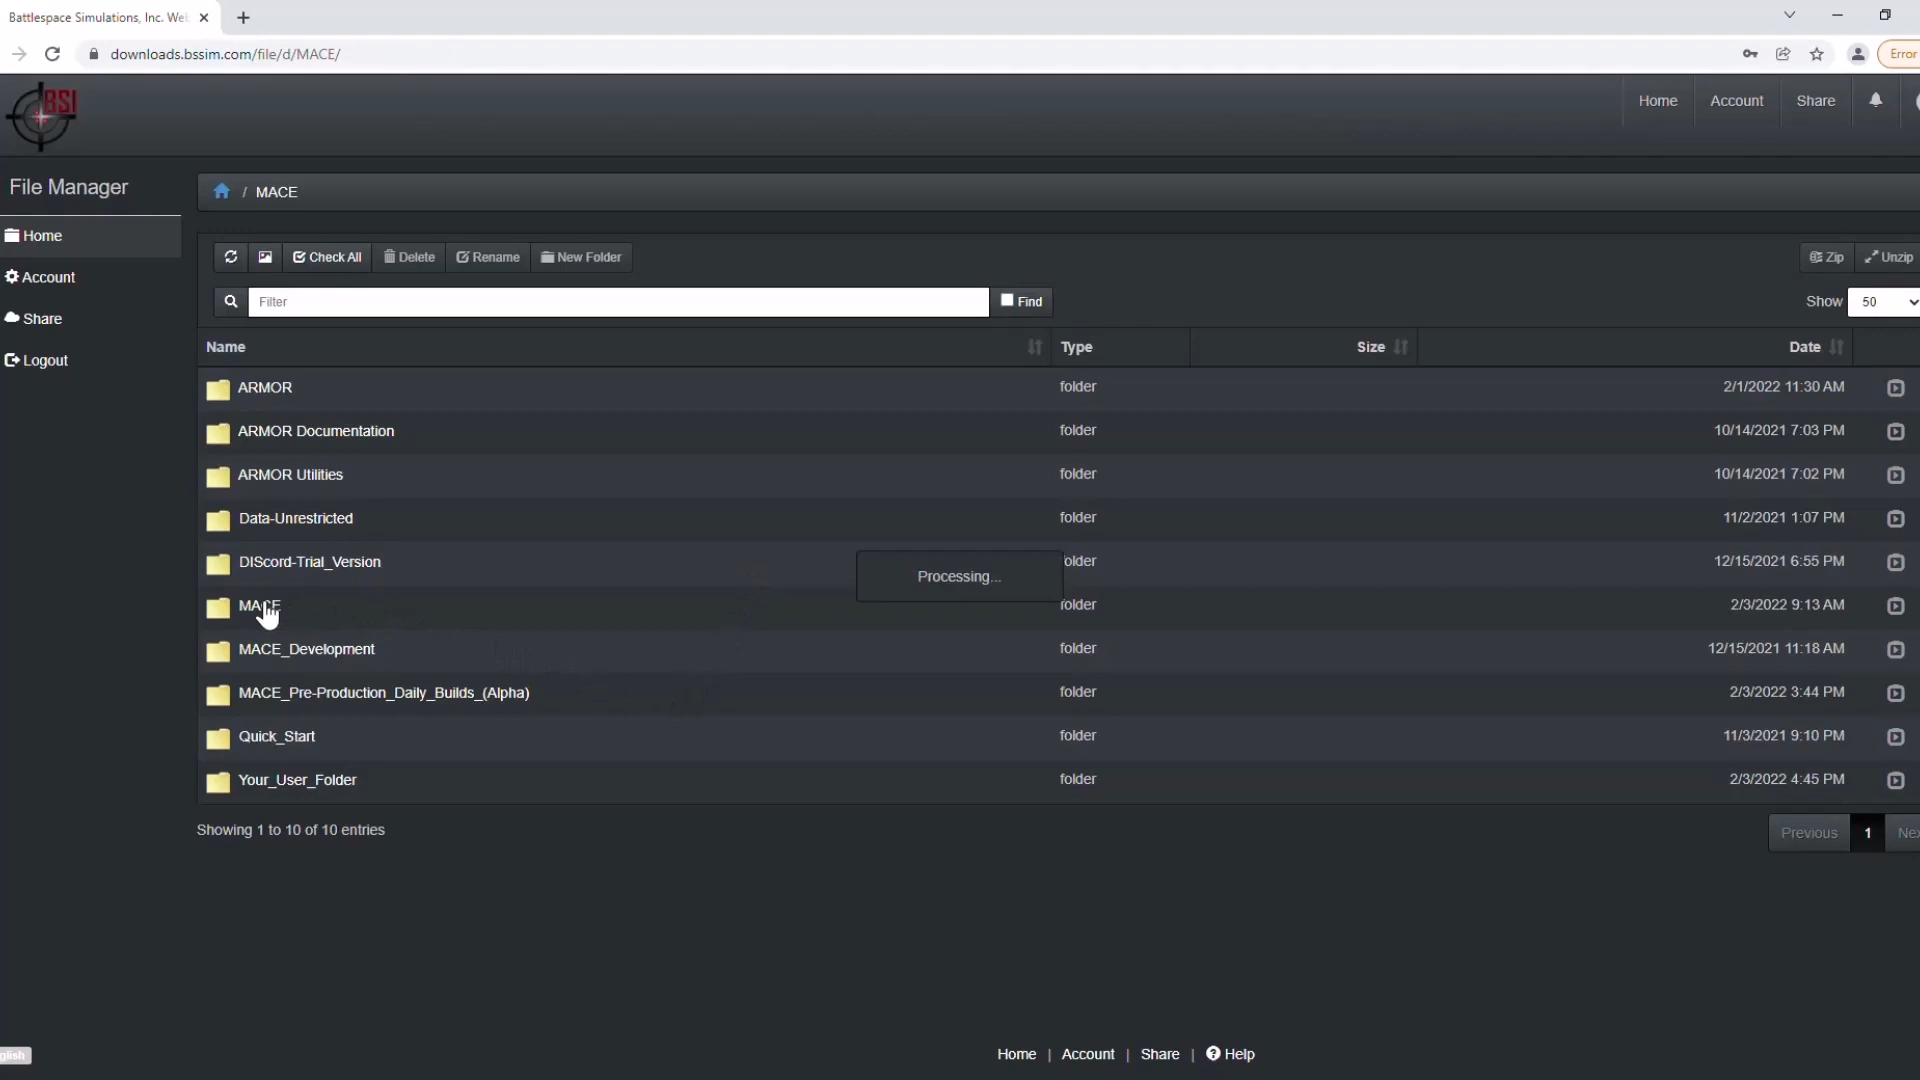 Battlespace Simulations, Inc. We
downloads.bssim.com/file/d/MACE/
Error
BSI
Home Account Share
File Manager
/ MACE
Home
Account
Share
Logout
Check All Delete Rename New Folder
Zip Unzip
Filter
Find
Show 50
Name Type Size Date
ARMOR folder 2/1/2022 11:30 AM
ARMOR Documentation folder 10/14/2021 7:03 PM
ARMOR Utilities folder 10/14/2021 7:02 PM
Data-Unrestricted folder 11/2/2021 1:07 PM
DIScord-Trial_Version older 12/15/2021 6:55 PM
Processing...
MACE older 2/3/2022 9:13 AM
MACE_Development folder 12/15/2021 11:18 AM
MACE_Pre-Production_Daily_Builds_(Alpha) folder 2/3/2022 3:44 PM
Quick_Start folder 11/3/2021 9:10 PM
Your_User_Folder folder 2/3/2022 4:45 PM
Showing 1 to 10 of 10 entries
Previous 1 Nex
Home | Account | Share | Help
glish